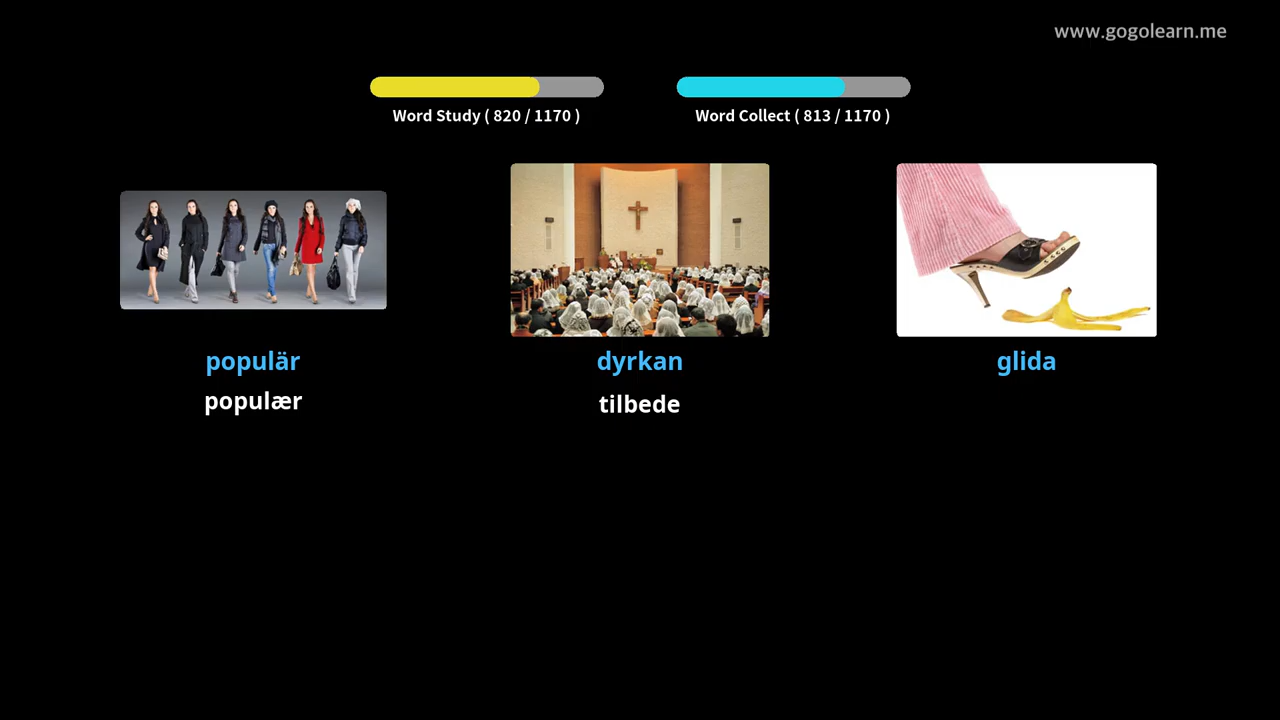 www.gogolearn.me
Word Study ( 820 / 1170 )
Word Collect ( 813 / 1170 )
populär
dyrkan
glida
populær
tilbede